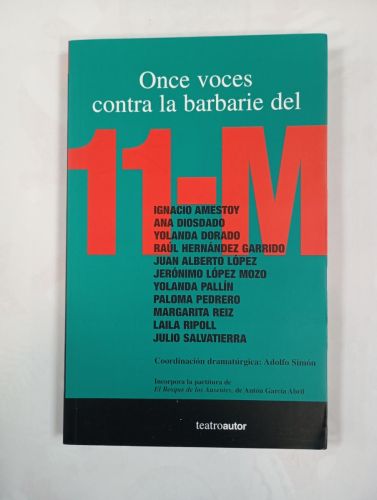 Once voces
contra la barbarie del
11-M
IGNACIO AMESTOY
ANA DIOSDADO
YOLANDA DORADO
RAÚL HERNÁNDEZ GARRIDO
JUAN ALBERTO LÓPEZ
JERÓNIMO LÓPEZ MOZO
YOLANDA PALLÍN
PALOMA PEDRERO
MARGARITA REIZ
LAILA RIPOLL
JULIO SALVATIERRA
Coordinación dramatúrgica: Adolfo Simón
Incorpora la partitura de
El Bosque de los Ausentes, de Antón García Abril
teatroautor